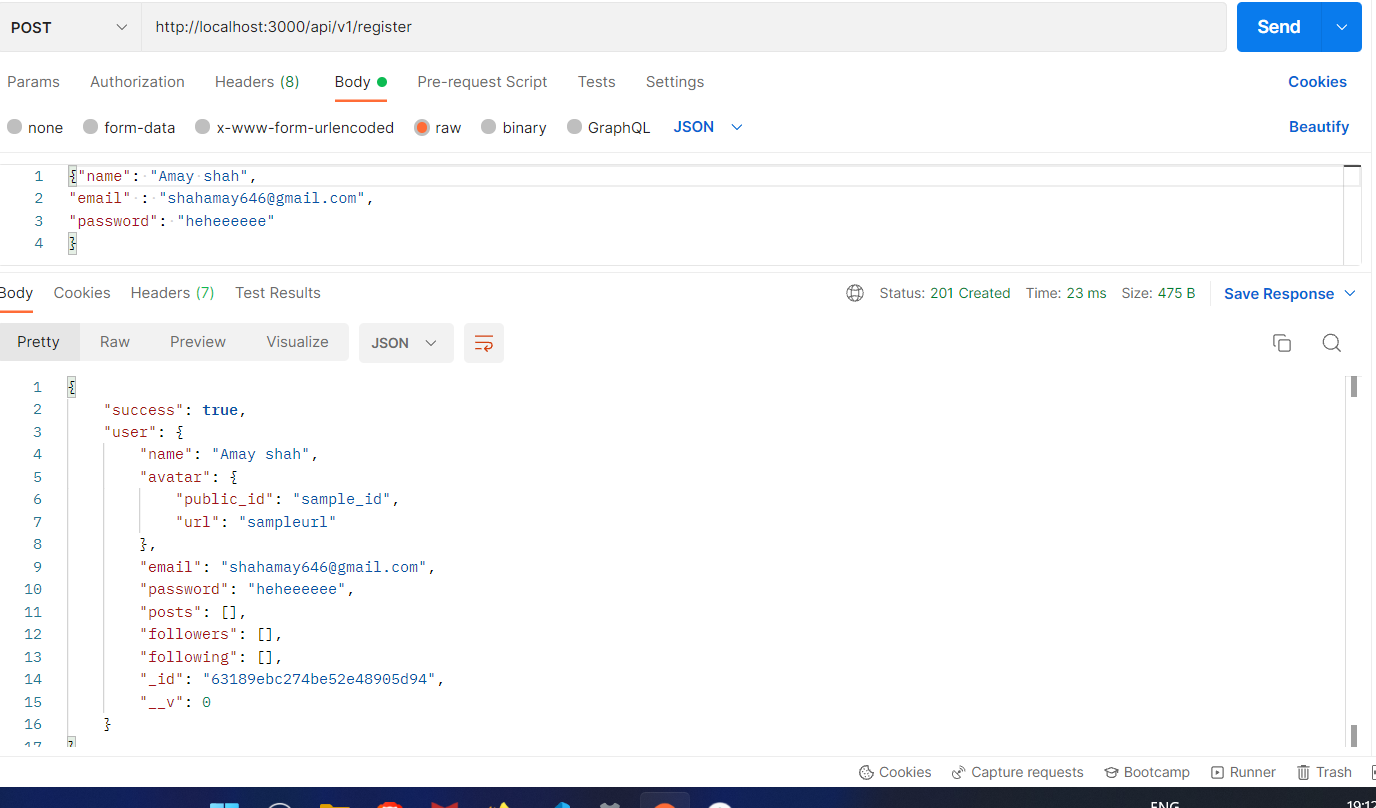 POST http://localhost:3000/api/v1/register Send
Params Authorization Headers (8) Body Pre-request Script Tests Settings Cookies
none form-data x-www-form-urlencoded raw binary GraphQL JSON Beautify
1 {"name": "Amay shah",
2 "email" : "shahamay646@gmail.com",
3 "password": "heheeeeee"
4 }
Body Cookies Headers (7) Test Results Status: 201 Created Time: 23 ms Size: 475 B Save Response
Pretty Raw Preview Visualize JSON
1 {
2 "success": true,
3 "user": {
4 "name": "Amay shah",
5 "avatar": {
6 "public_id": "sample_id",
7 "url": "sampleurl"
8 },
9 "email": "shahamay646@gmail.com",
10 "password": "heheeeeee",
11 "posts": [],
12 "followers": [],
13 "following": [],
14 "_id": "63189ebc274be52e48905d94",
15 "__v": 0
16 }
17 }
Cookies Capture requests Bootcamp Runner Trash
ENG